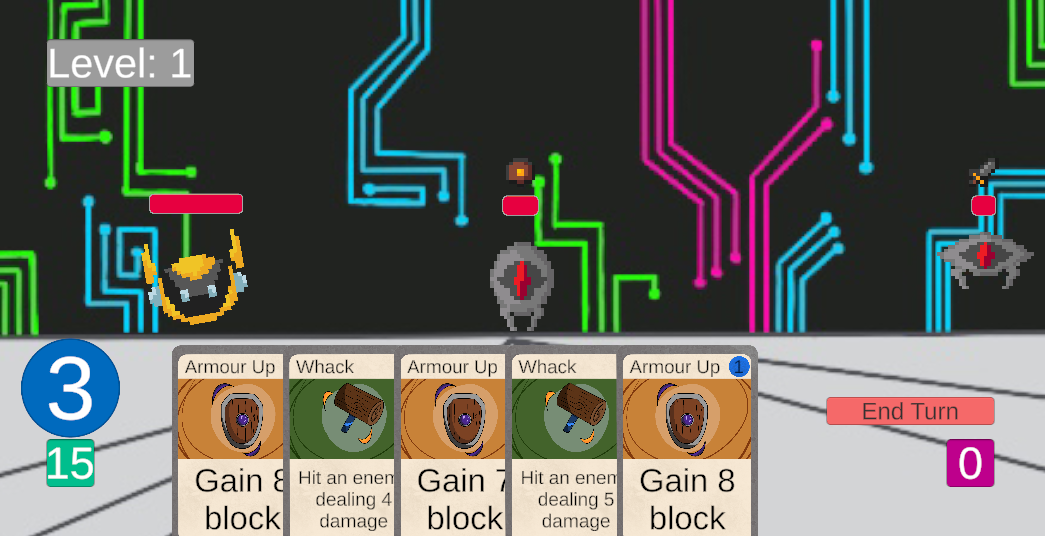 Level: 1
3
15
Armour Up
Gain 8
block
Whack
Hit an enem
dealing 4
damage
Armour Up
Gain 7
block
Whack
Hit an enem
dealing 5
damage
Armour Up 1
Gain 8
block
End Turn
0